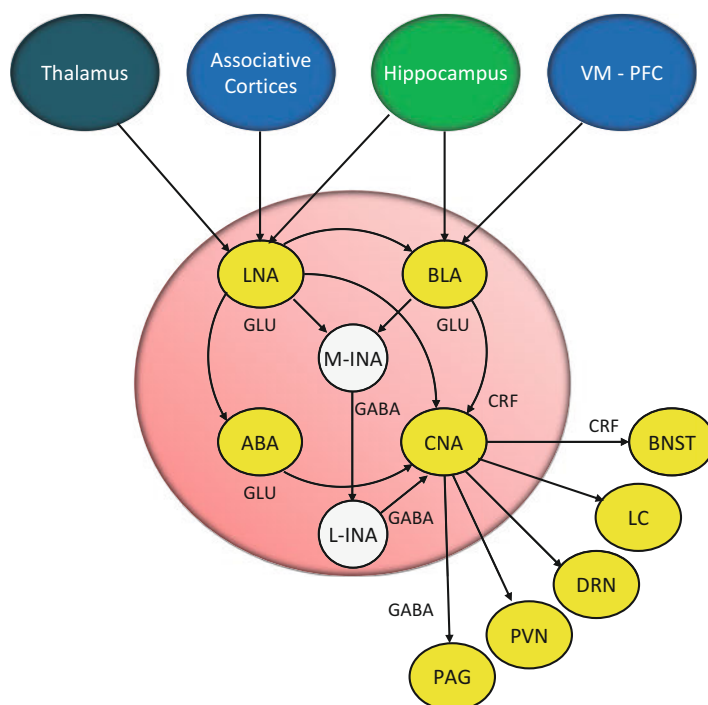 Thalamus
Associative
Cortices
Hippocampus
VM - PFC
LNA
BLA
GLU
GLU
M-INA
GABA
CRF
ABA
CNA
CRF
BNST
GLU
GABA
L-INA
LC
DRN
GABA
PVN
PAG